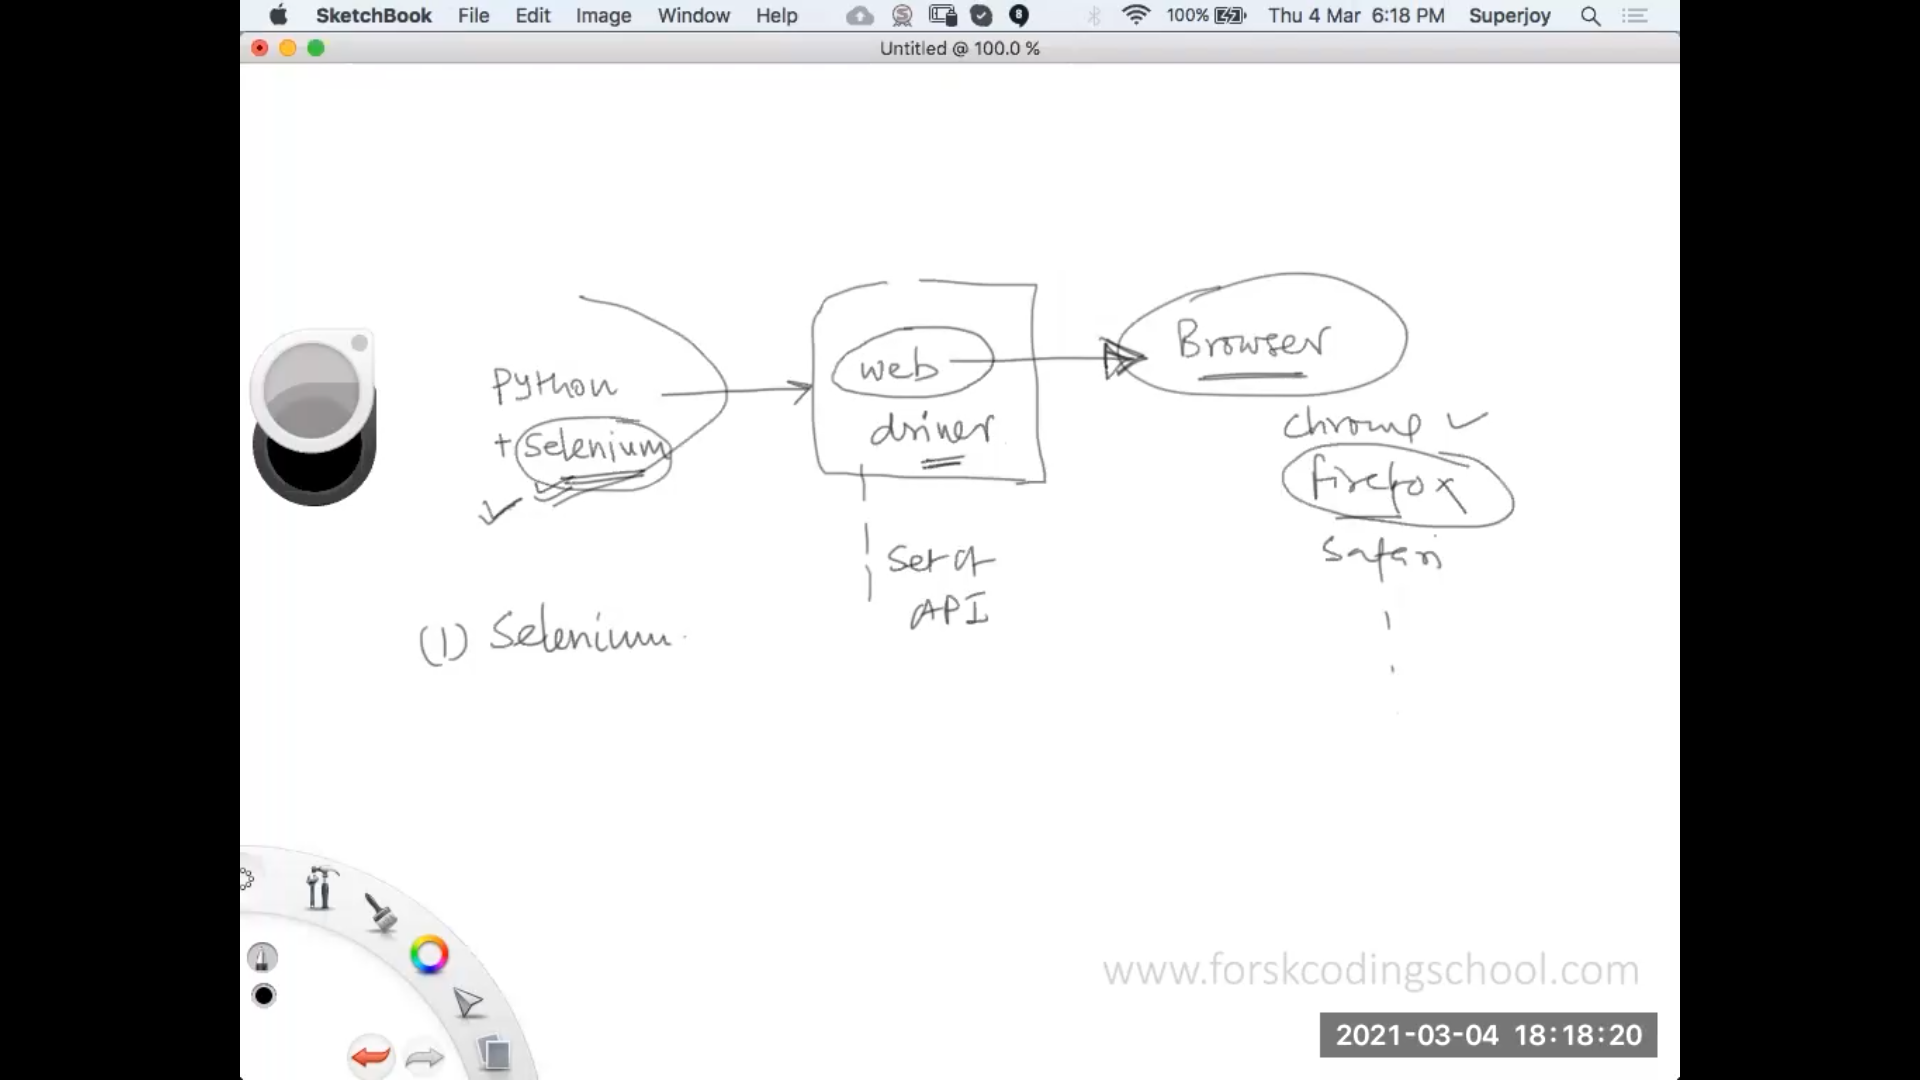 SketchBook File Edit Image Window Help 8 100% Thu 4 Mar 6:18 PM Superjoy
Untitled @ 100.0 %
Python
+ Selenium
web
driver
Browser
chrome
firefox
Safari
Set of
API
(1) Selenium.
www.forskcodingschool.com
2021-03-04 18:18:20